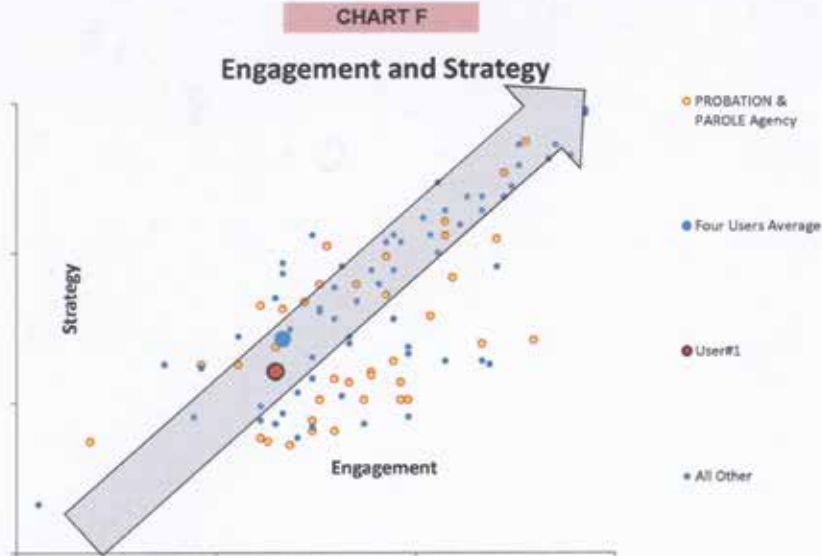 CHART F
Engagement and Strategy
PROBATION &
PAROLE Agency
Four Users Average
Strategy
User#1
Engagement
All Other